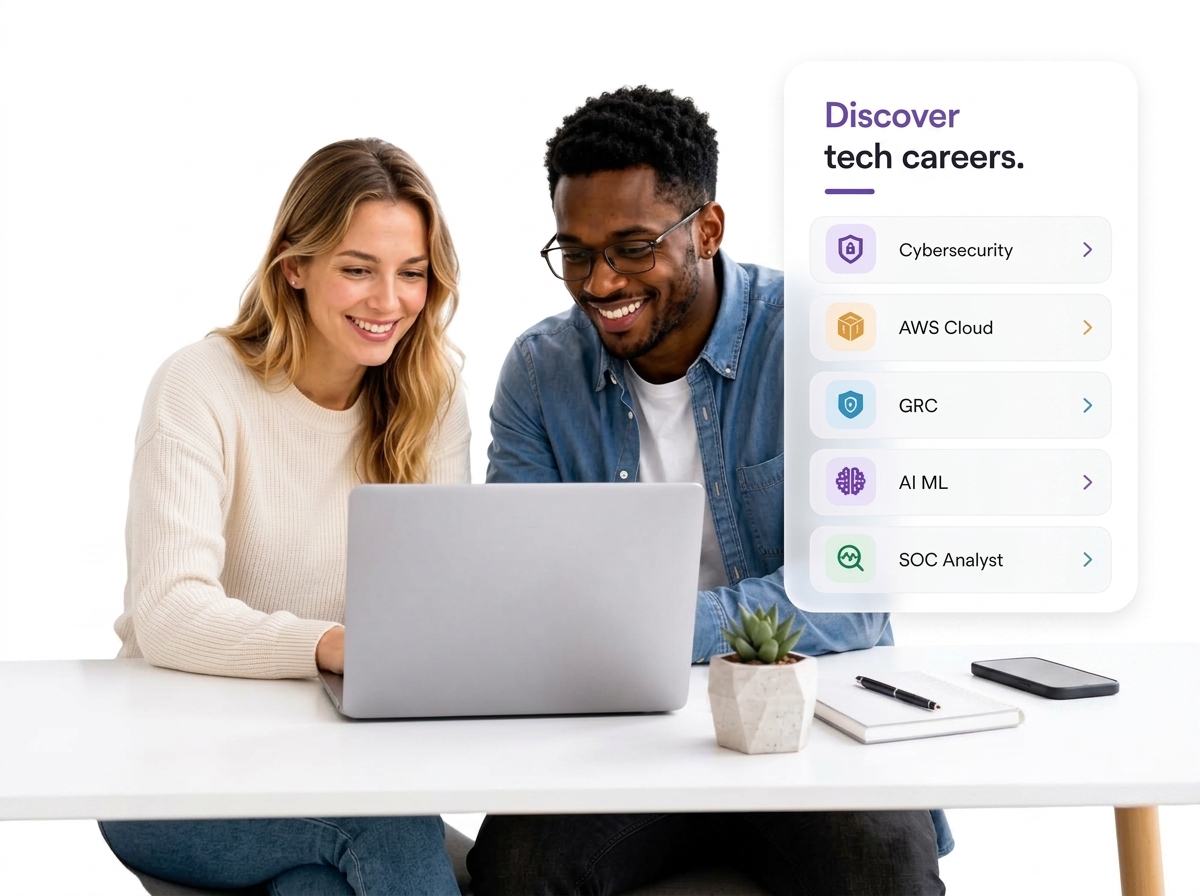 Discover
tech careers.
Cybersecurity
AWS Cloud
GRC
AI ML
SOC Analyst